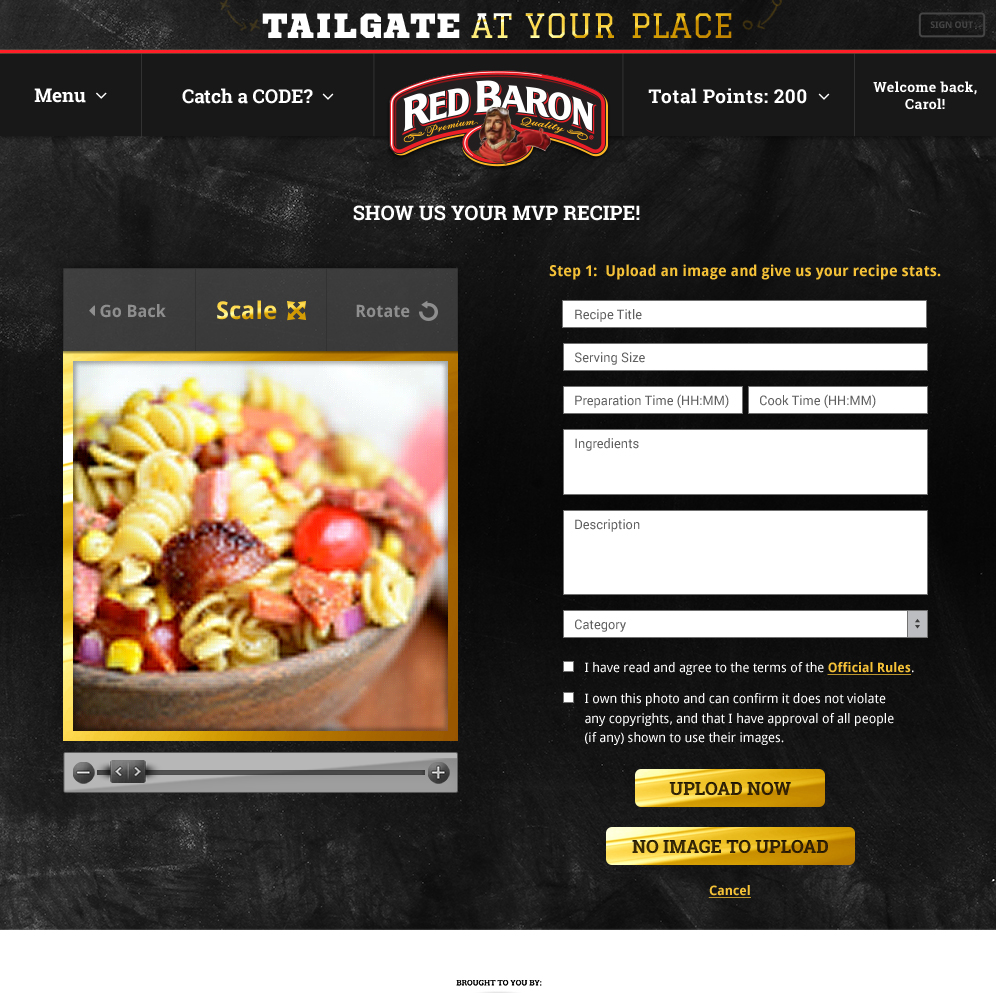 TAILGATE AT YOUR PLACE
SIGN OUT
Menu
Catch a CODE?
RED BARON
Premium Quality
Total Points: 200
Welcome back,
Carol!
SHOW US YOUR MVP RECIPE!
Go Back
Scale
Rotate
Step 1: Upload an image and give us your recipe stats.
Recipe Title
Serving Size
Preparation Time (HH:MM)
Cook Time (HH:MM)
Ingredients
Description
Category
I have read and agree to the terms of the Official Rules.
I own this photo and can confirm it does not violate
any copyrights, and that I have approval of all people
(if any) shown to use their images.
UPLOAD NOW
NO IMAGE TO UPLOAD
Cancel
BROUGHT TO YOU BY: